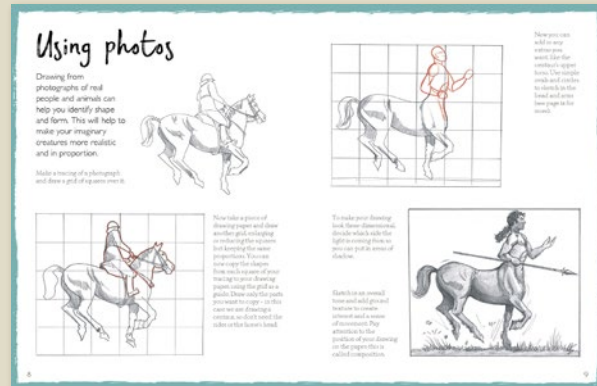 Using photos
Drawing from
photographs of real
people and animals can
help you identify shape
and form. This will help to
make your imaginary
creatures more realistic
and in proportion.
Make a tracing of a photograph
and draw a grid of squares over it.
Now take a piece of
drawing paper and draw
another grid, enlarging
or reducing the squares
but keeping the same
proportions. You can
now copy the shapes
from each square of your
tracing to your drawing
paper, using the grid as a
guide. Draw only the parts
you want to copy – in this
case we are drawing a
centaur, so don't need the
rider or the horse's head.
8
Now you can
add in any
extras you
want, like the
centaur's upper
torso. Use simple
ovals and circles
to sketch in the
head and arms
To make your drawing
look three-dimensional,
decide which side the
light is coming from so
you can put in areas of
shadow.
Sketch in an overall
tone and add ground
texture to create
interest and a sense
of movement. Pay
attention to the
position of your drawing
on the paper; this is
called composition.
9